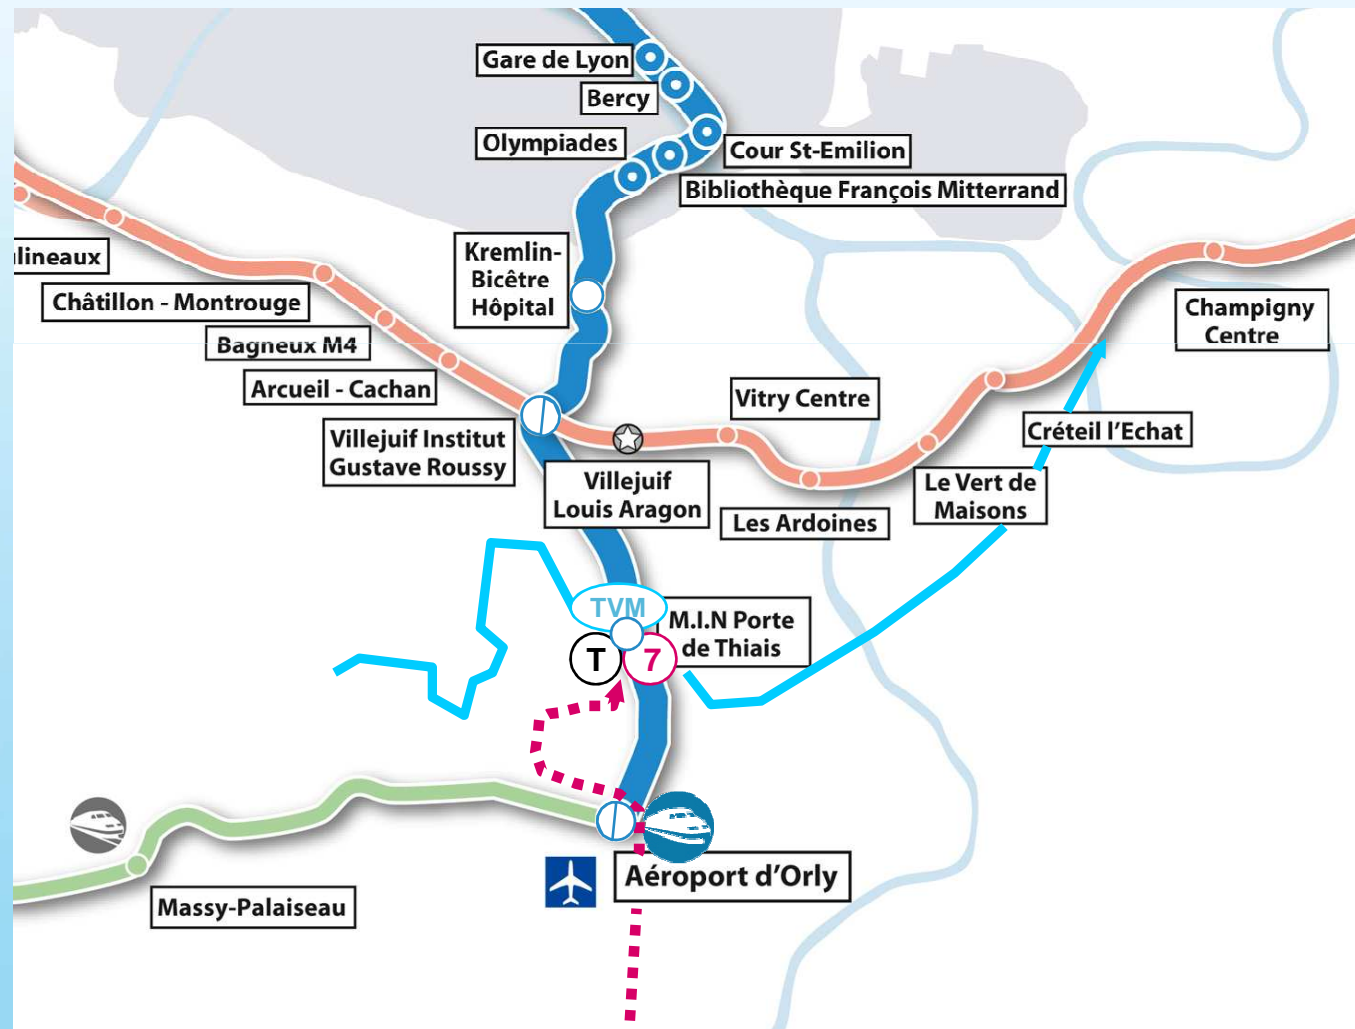 Gare de Lyon
Bercy
Olympiades
Cour St-Emilion
Bibliothèque François Mitterrand
Kremlin-
Bicêtre
Hôpital
ulineaux
Châtillon - Montrouge
Bagneux M4
Arcueil - Cachan
Villejuif Institut
Gustave Roussy
Villejuif
Louis Aragon
Vitry Centre
Les Ardoines
Le Vert de
Maisons
Créteil l'Echat
Champigny
Centre
TVM
M.I.N Porte
de Thiais
T
7
Aéroport d'Orly
Massy-Palaiseau